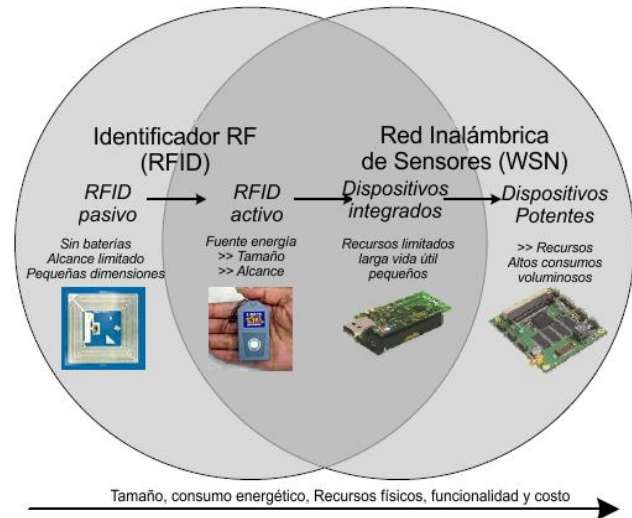 Identificador RF
(RFID)
Red Inalámbrica
de Sensores (WSN)
RFID
pasivo
RFID
activo
Dispositivos
integrados
Dispositivos
Potentes
Sin baterías
Alcance limitado
Pequeñas dimensiones
Fuente energía
>> Tamaño
>> Alcance
Recursos limitados
larga vida útil
pequeños
>> Recursos
Altos consumos
voluminosos
Tamaño, consumo energético, Recursos físicos, funcionalidad y costo